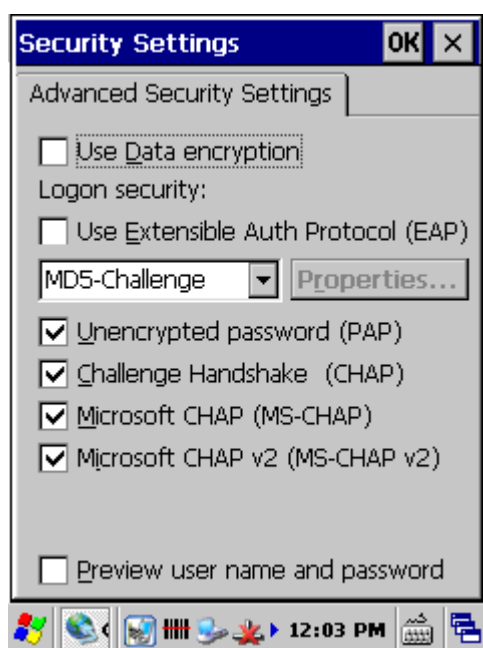 Security Settings OK ×
Advanced Security Settings
Use Data encryption
Logon security:
Use Extensible Auth Protocol (EAP)
MD5-Challenge Properties...
Unencrypted password (PAP)
Challenge Handshake (CHAP)
Microsoft CHAP (MS-CHAP)
Microsoft CHAP v2 (MS-CHAP v2)
Preview user name and password
12:03 PM